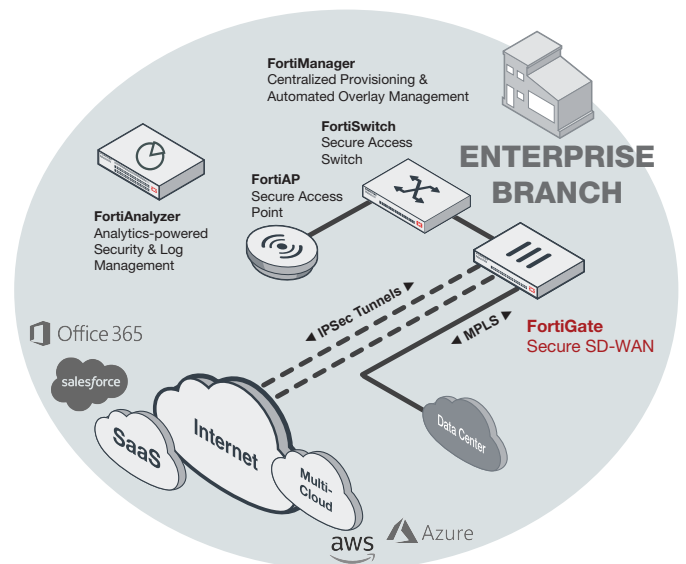 FortiManager
Centralized Provisioning &
Automated Overlay Management
FortiSwitch
Secure Access
Switch
ENTERPRISE
BRANCH
FortiAP
Secure Access
Point
FortiAnalyzer
Analytics-powered
Security & Log
Management
◄ IPSec Tunnels ►
◄ MPLS ►
FortiGate
Secure SD-WAN
Office 365
salesforce
SaaS
Internet
Multi-
Cloud
Data Center
aws
Azure